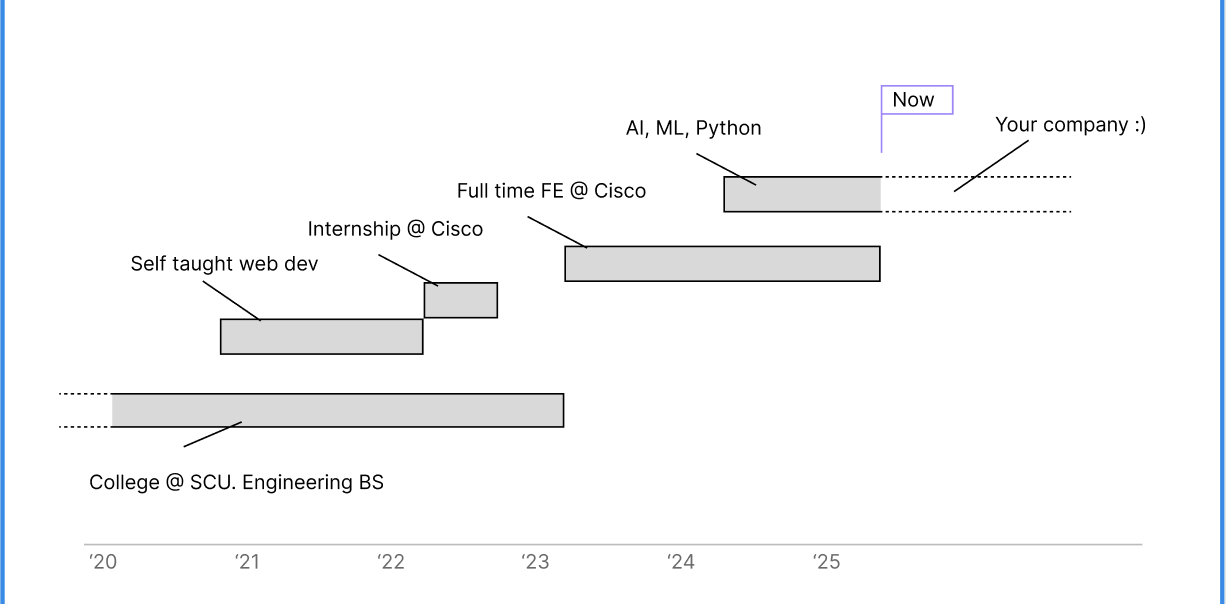 Now
Your company :)
AI, ML, Python
Full time FE @ Cisco
Internship @ Cisco
Self taught web dev
College @ SCU. Engineering BS
‘20
‘21
‘22
‘23
‘24
‘25